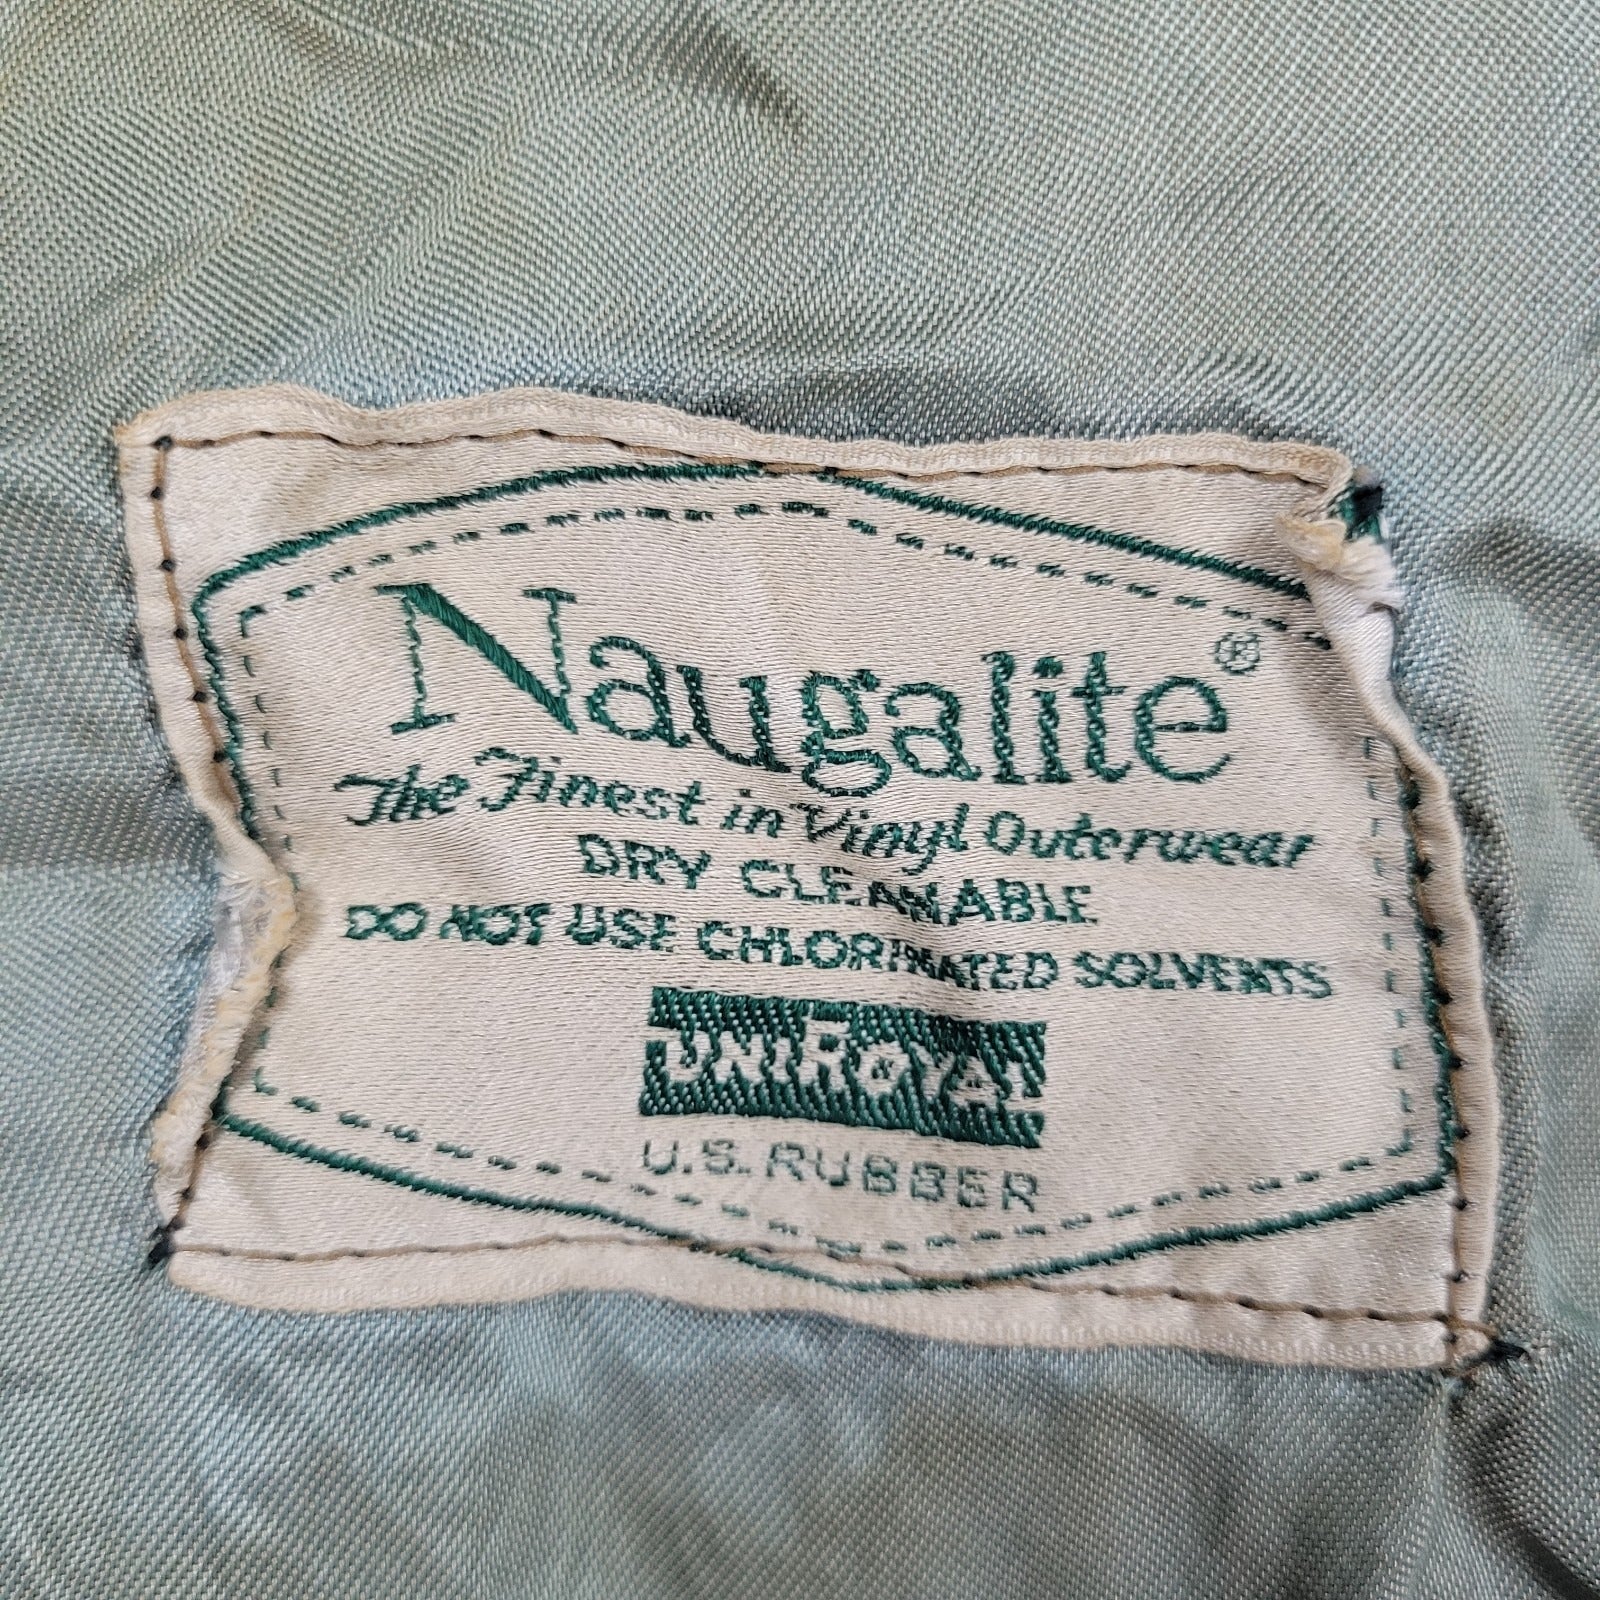 Naugalite®
The Finest in Vinyl Outerwear
DRY CLEANABLE
DO NOT USE CHLORINATED SOLVENTS
UNIROYAL
U.S. RUBBER